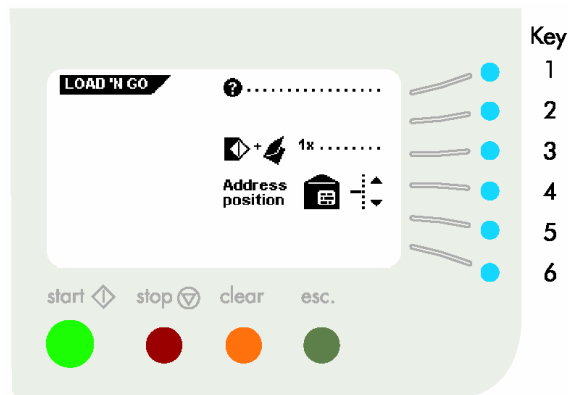 Key
LOAD 'N GO
?..................
1
2
+ 1x ........
3
Address
position
4
5
6
start stop clear esc.